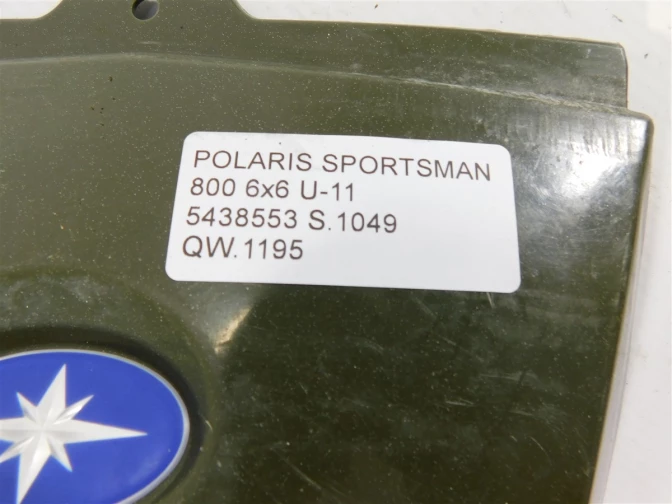 POLARIS SPORTSMAN
800 6x6 U-11
5438553 S.1049
QW.1195